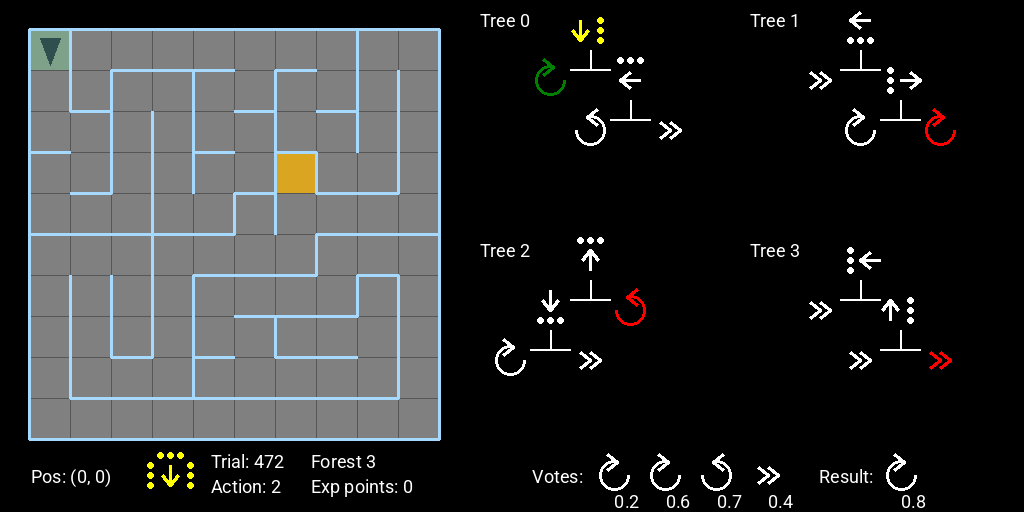 Tree 0
Tree 1
Tree 2
Tree 3
Pos: (0, 0)
Trial: 472
Forest 3
Action: 2
Exp points: 0
Votes:
0.2
0.6
0.7
0.4
Result:
0.8